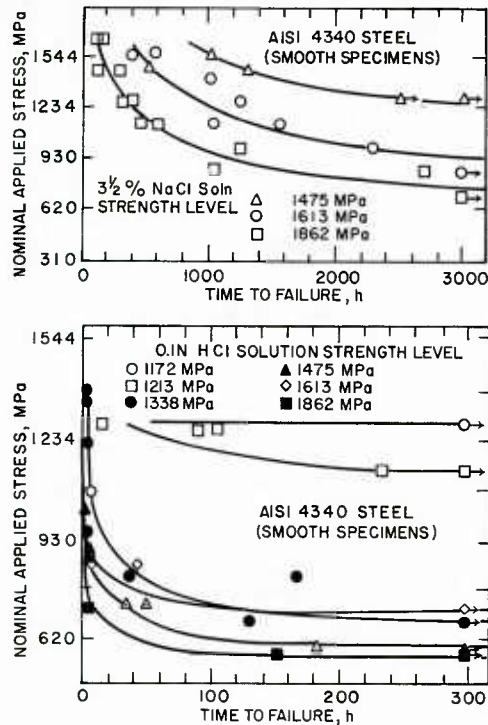 NOMINAL APPLIED STRESS, MPa
1544
1234
930
620
310
AISI 4340 STEEL
(SMOOTH SPECIMENS)
3½ % NaCl Soln
STRENGTH LEVEL
△ 1475 MPa
○ 1613 MPa
□ 1862 MPa
0 1000 2000 3000
TIME TO FAILURE, h
NOMINAL APPLIED STRESS, MPa
1544
1234
930
620
0.1N HCl SOLUTION STRENGTH LEVEL
○ 1172 MPa ▲ 1475 MPa
□ 1213 MPa ◇ 1613 MPa
● 1338 MPa ■ 1862 MPa
AISI 4340 STEEL
(SMOOTH SPECIMENS)
0 100 200 300
TIME TO FAILURE, h